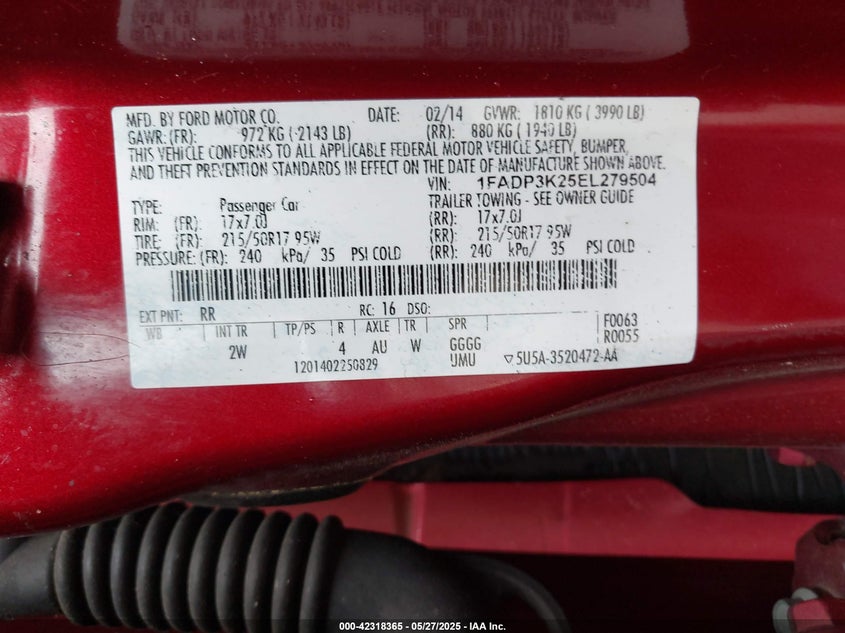 MFD. BY FORD MOTOR CO. DATE: 02/14 GVWR: 1810 KG ( 3990 LB)
GAWR:(FR): 972 KG ( 2143 LB) (RR): 880 KG ( 1940 LB)
THIS VEHICLE CONFORMS TO ALL APPLICABLE FEDERAL MOTOR VEHICLE SAFETY, BUMPER,
AND THEFT PREVENTION STANDARDS IN EFFECT ON THE DATE OF MANUFACTURE SHOWN ABOVE.
VIN: 1FADP3K25EL279504
TYPE: Passenger Car TRAILER TOWING - SEE OWNER GUIDE
RIM: (FR): 17x7.0J (RR): 17x7.0J
TIRE: (FR): 215/50R17 95W (RR): 215/50R17 95W
PRESSURE: (FR): 240 kPa/ 35 PSI COLD (RR): 240 kPa/ 35 PSI COLD
EXT PNT: RR RC: 16 DSO:
WB INT TR TP/PS R AXLE TR SPR F0063
2W 4 AU W GGGG R0055
1201402250829 UMU ▽5U5A-3520472-AA
000-42318365 | 05/27/2025 | © IAA Inc.